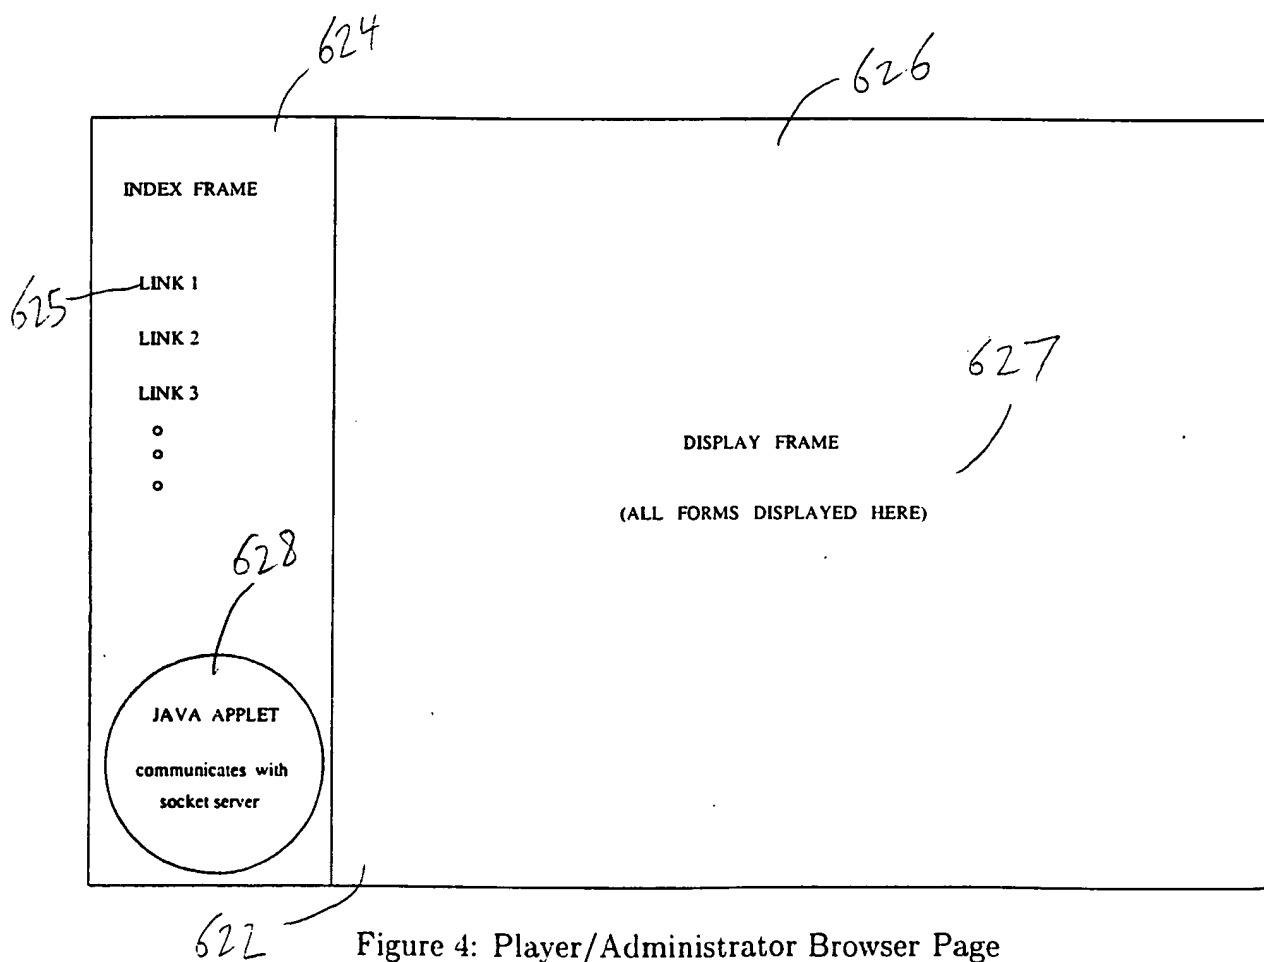 624
626
INDEX FRAME
625
LINK 1
LINK 2
627
LINK 3
DISPLAY FRAME
(ALL FORMS DISPLAYED HERE)
628
JAVA APPLET
communicates with
socket server
622
Figure 4: Player/Administrator Browser Page